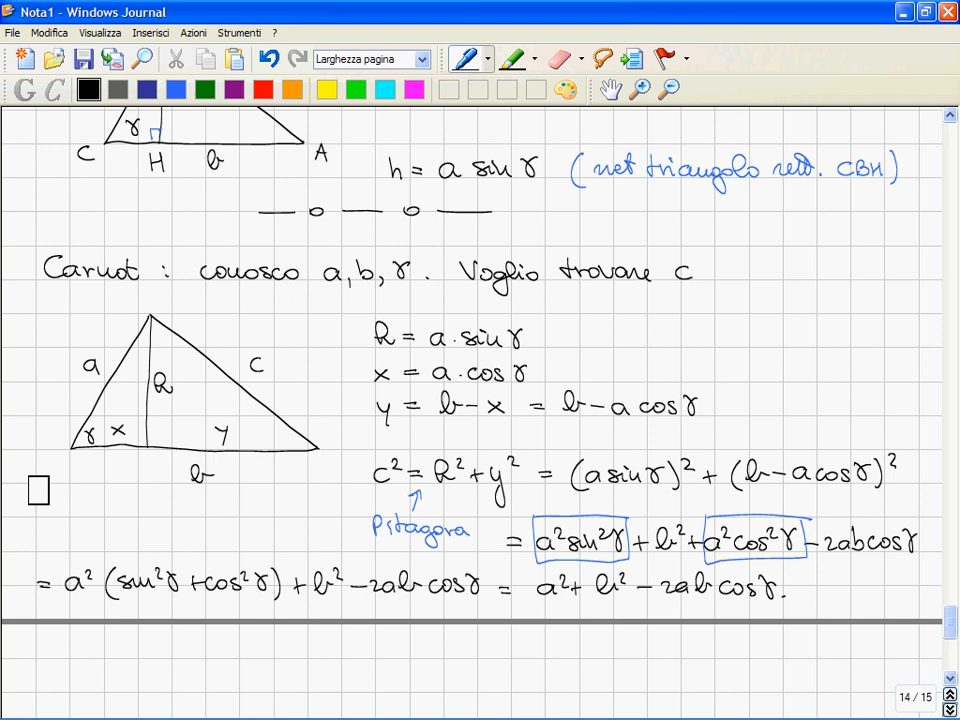 Nota1 - Windows Journal
File Modifica Visualizza Inserisci Azioni Strumenti ?
Larghezza pagina
G C
C γ H b A
h = a sin γ (nel triangolo rett. CBH)
Carnot : conosco a, b, γ . Voglio trovare c
a h c
γ x y
b
h = a · sin γ
x = a · cos γ
y = b - x = b - a cos γ
c² = h² + y² = (a sin γ)² + (b - a cos γ)²
Pitagora
= a² sin² γ + b² + a² cos² γ - 2ab cos γ
= a² (sin² γ + cos² γ) + b² - 2ab cos γ = a² + b² - 2ab cos γ.
14 / 15